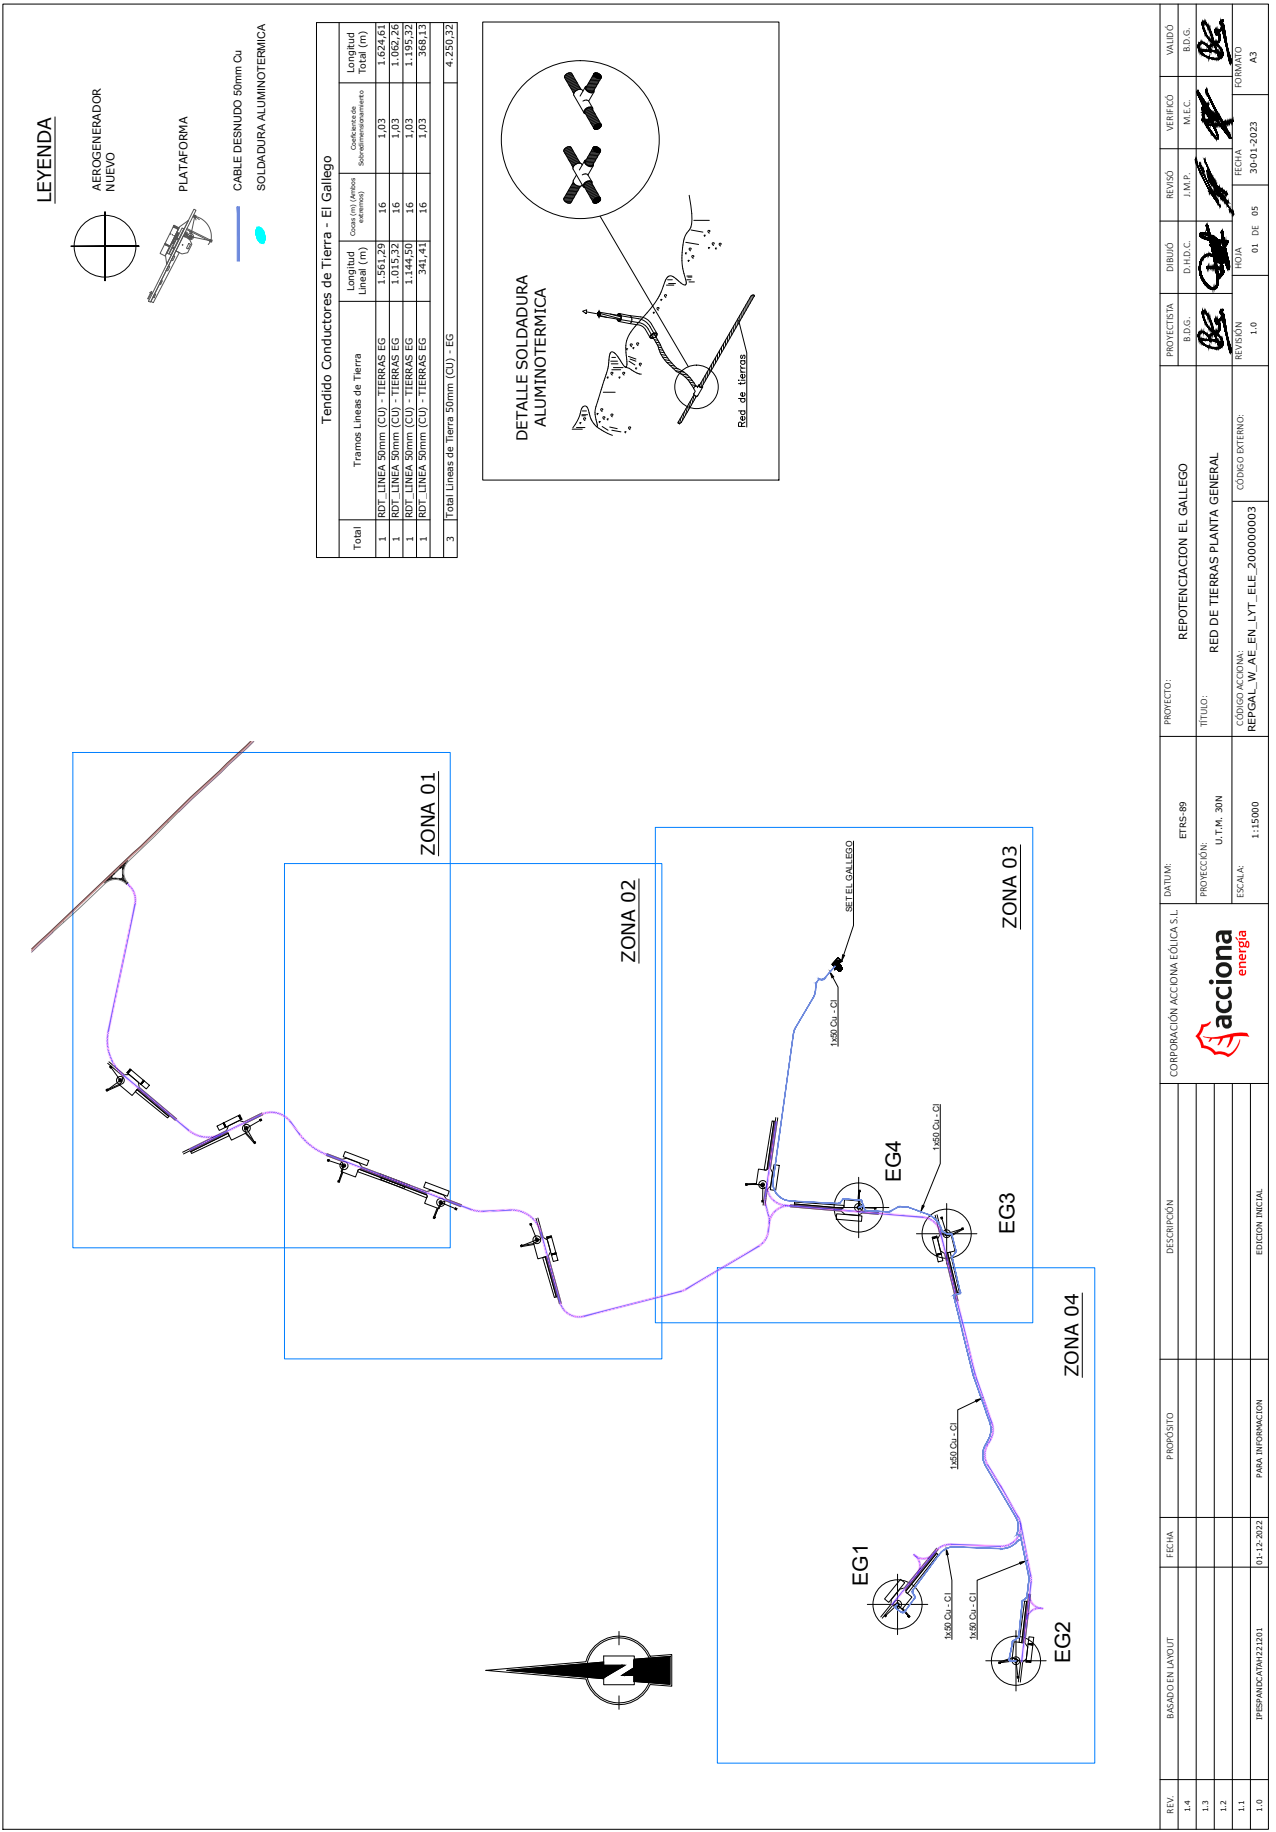 LEYENDA
AEROGENERADOR
NUEVO
PLATAFORMA
CABLE DESNUDO 50mm Cu
SOLDADURA ALUMINOTERMICA
Tendido Conductores de Tierra - El Gallego
Total Tramos Lineas de Tierra Longitud Lineal (m) Cocas (m) (Ambos extremos) Coeficiente de Sobredimensionamiento Longitud Total (m)
1 RDT_LINEA 50mm (CU) - TIERRAS EG 1.561,29 16 1,03 1.624,61
1 RDT_LINEA 50mm (CU) - TIERRAS EG 1.015,32 16 1,03 1.062,26
1 RDT_LINEA 50mm (CU) - TIERRAS EG 1.144,50 16 1,03 1.195,32
1 RDT_LINEA 50mm (CU) - TIERRAS EG 341,41 16 1,03 368,13
3 Total Lineas de Tierra 50mm (CU) - EG 4.250,32
DETALLE SOLDADURA
ALUMINOTERMICA
Red de tierras
ZONA 01
ZONA 02
ZONA 03
ZONA 04
SET EL GALLEGO
1x50 Cu - Cl
EG4
1x50 Cu - Cl
EG3
1x50 Cu - Cl
EG1
1x50 Cu - Cl
1x50 Cu - Cl
EG2
N
REV. BASADO EN LAYOUT FECHA PROPÓSITO DESCRIPCIÓN
1.4
1.3
1.2
1.1
1.0 IPESPANDCATAH221201 01-12-2022 PARA INFORMACION EDICION INICIAL
CORPORACIÓN ACCIONA EÓLICA S.L.
acciona
energía
DATUM:
ETRS-89
PROYECCIÓN:
U.T.M. 30N
ESCALA:
1:15000
PROYECTO:
REPOTENCIACION EL GALLEGO
TÍTULO:
RED DE TIERRAS PLANTA GENERAL
CÓDIGO ACCIONA:
REPGAL_W_AE_EN_LYT_ELE_200000003
CÓDIGO EXTERNO:
PROYECTISTA DIBUJÓ REVISÓ VERIFICÓ VALIDÓ
B.D.G. D.H.D.C. J.M.P. M.E.C. B.D.G.
REVISIÓN HOJA FECHA FORMATO
1.0 01 DE 05 30-01-2023 A3